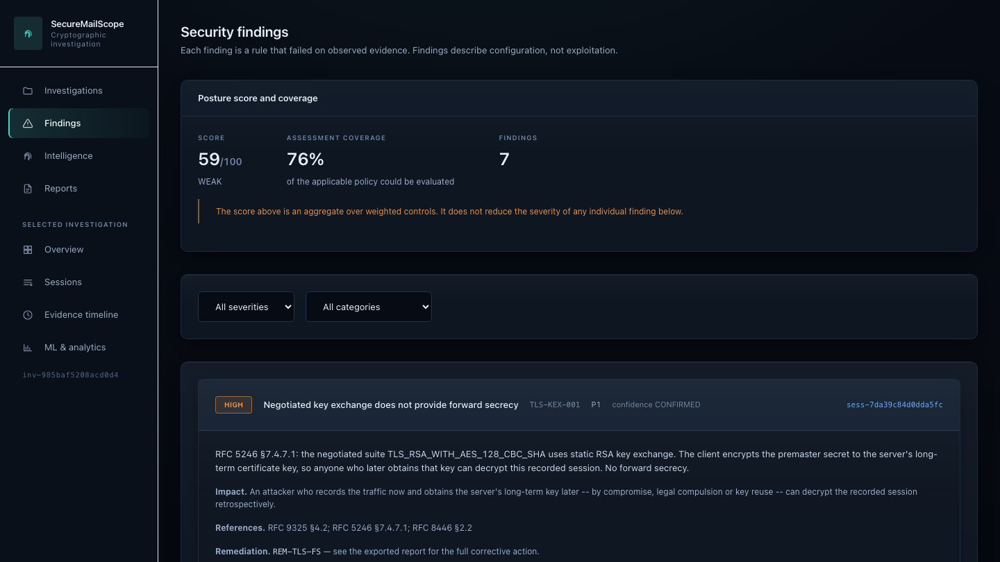 SecureMailScope
Cryptographic
investigation
Investigations
Findings
Intelligence
Reports
SELECTED INVESTIGATION
Overview
Sessions
Evidence timeline
ML & analytics
inv-985baf5208acd0d4
Security findings
Each finding is a rule that failed on observed evidence. Findings describe configuration, not exploitation.
Posture score and coverage
SCORE
59/100
WEAK
ASSESSMENT COVERAGE
76%
of the applicable policy could be evaluated
FINDINGS
7
The score above is an aggregate over weighted controls. It does not reduce the severity of any individual finding below.
All severities
All categories
HIGH Negotiated key exchange does not provide forward secrecy TLS-KEX-001 P1 confidence CONFIRMED sess-7da39c84d0dda5fc
RFC 5246 §7.4.7.1: the negotiated suite TLS_RSA_WITH_AES_128_CBC_SHA uses static RSA key exchange. The client encrypts the premaster secret to the server's long-
term certificate key, so anyone who later obtains that key can decrypt this recorded session. No forward secrecy.
Impact. An attacker who records the traffic now and obtains the server's long-term key later -- by compromise, legal compulsion or key reuse -- can decrypt the recorded session
retrospectively.
References. RFC 9325 §4.2; RFC 5246 §7.4.7.1; RFC 8446 §2.2
Remediation. REM-TLS-FS — see the exported report for the full corrective action.